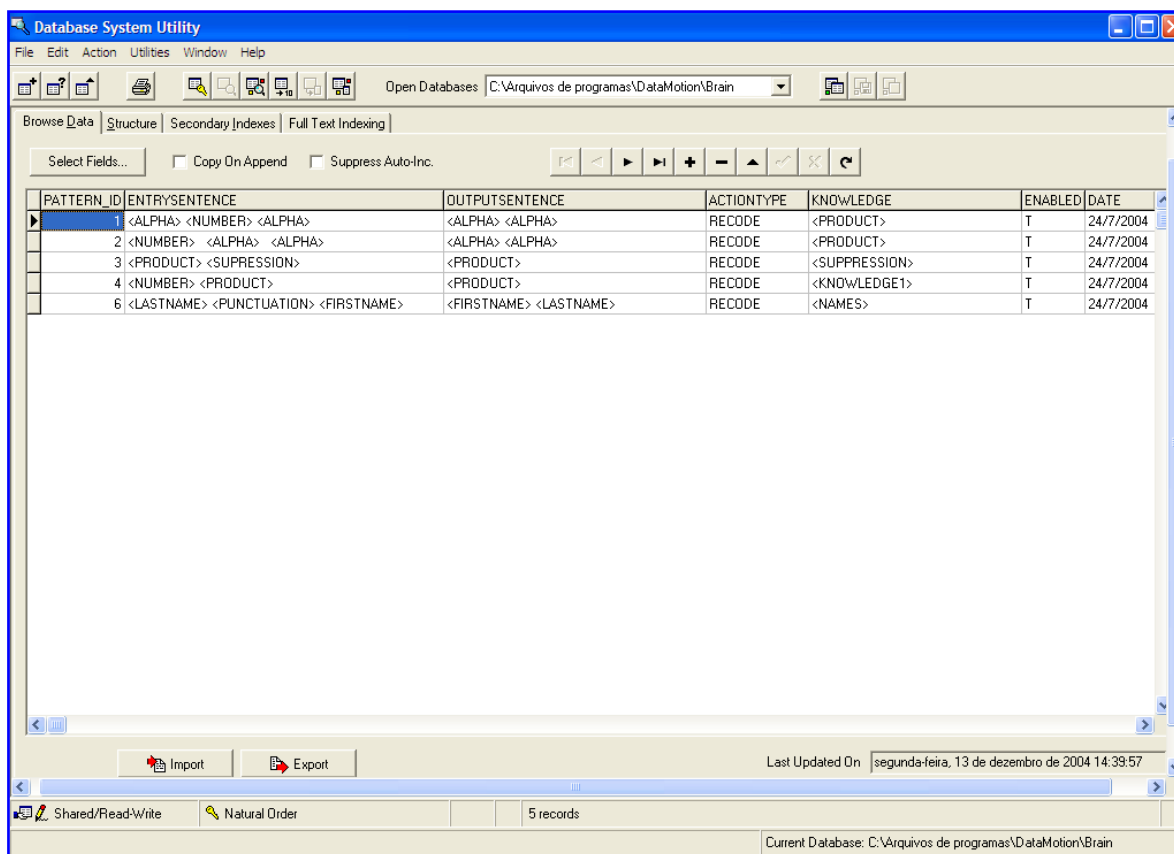 Database System Utility
File Edit Action Utilities Window Help
Open Databases C:\Arquivos de programas\DataMotion\Brain
Browse Data Structure Secondary Indexes Full Text Indexing
Select Fields... Copy On Append Suppress Auto-Inc.
PATTERN_ID ENTRYSENTENCE OUTPUTSENTENCE ACTIONTYPE KNOWLEDGE ENABLED DATE
1 <ALPHA> <NUMBER> <ALPHA> <ALPHA> <ALPHA> RECODE <PRODUCT> T 24/7/2004
2 <NUMBER> <ALPHA> <ALPHA> <ALPHA> <ALPHA> RECODE <PRODUCT> T 24/7/2004
3 <PRODUCT> <SUPRESSION> <PRODUCT> RECODE <SUPPRESSION> T 24/7/2004
4 <NUMBER> <PRODUCT> <PRODUCT> RECODE <KNOWLEDGE1> T 24/7/2004
6 <LASTNAME> <PUNCTUATION> <FIRSTNAME> <FIRSTNAME> <LASTNAME> RECODE <NAMES> T 24/7/2004
Import Export Last Updated On segunda-feira, 13 de dezembro de 2004 14:39:57
Shared/Read-Write Natural Order 5 records
Current Database: C:\Arquivos de programas\DataMotion\Brain